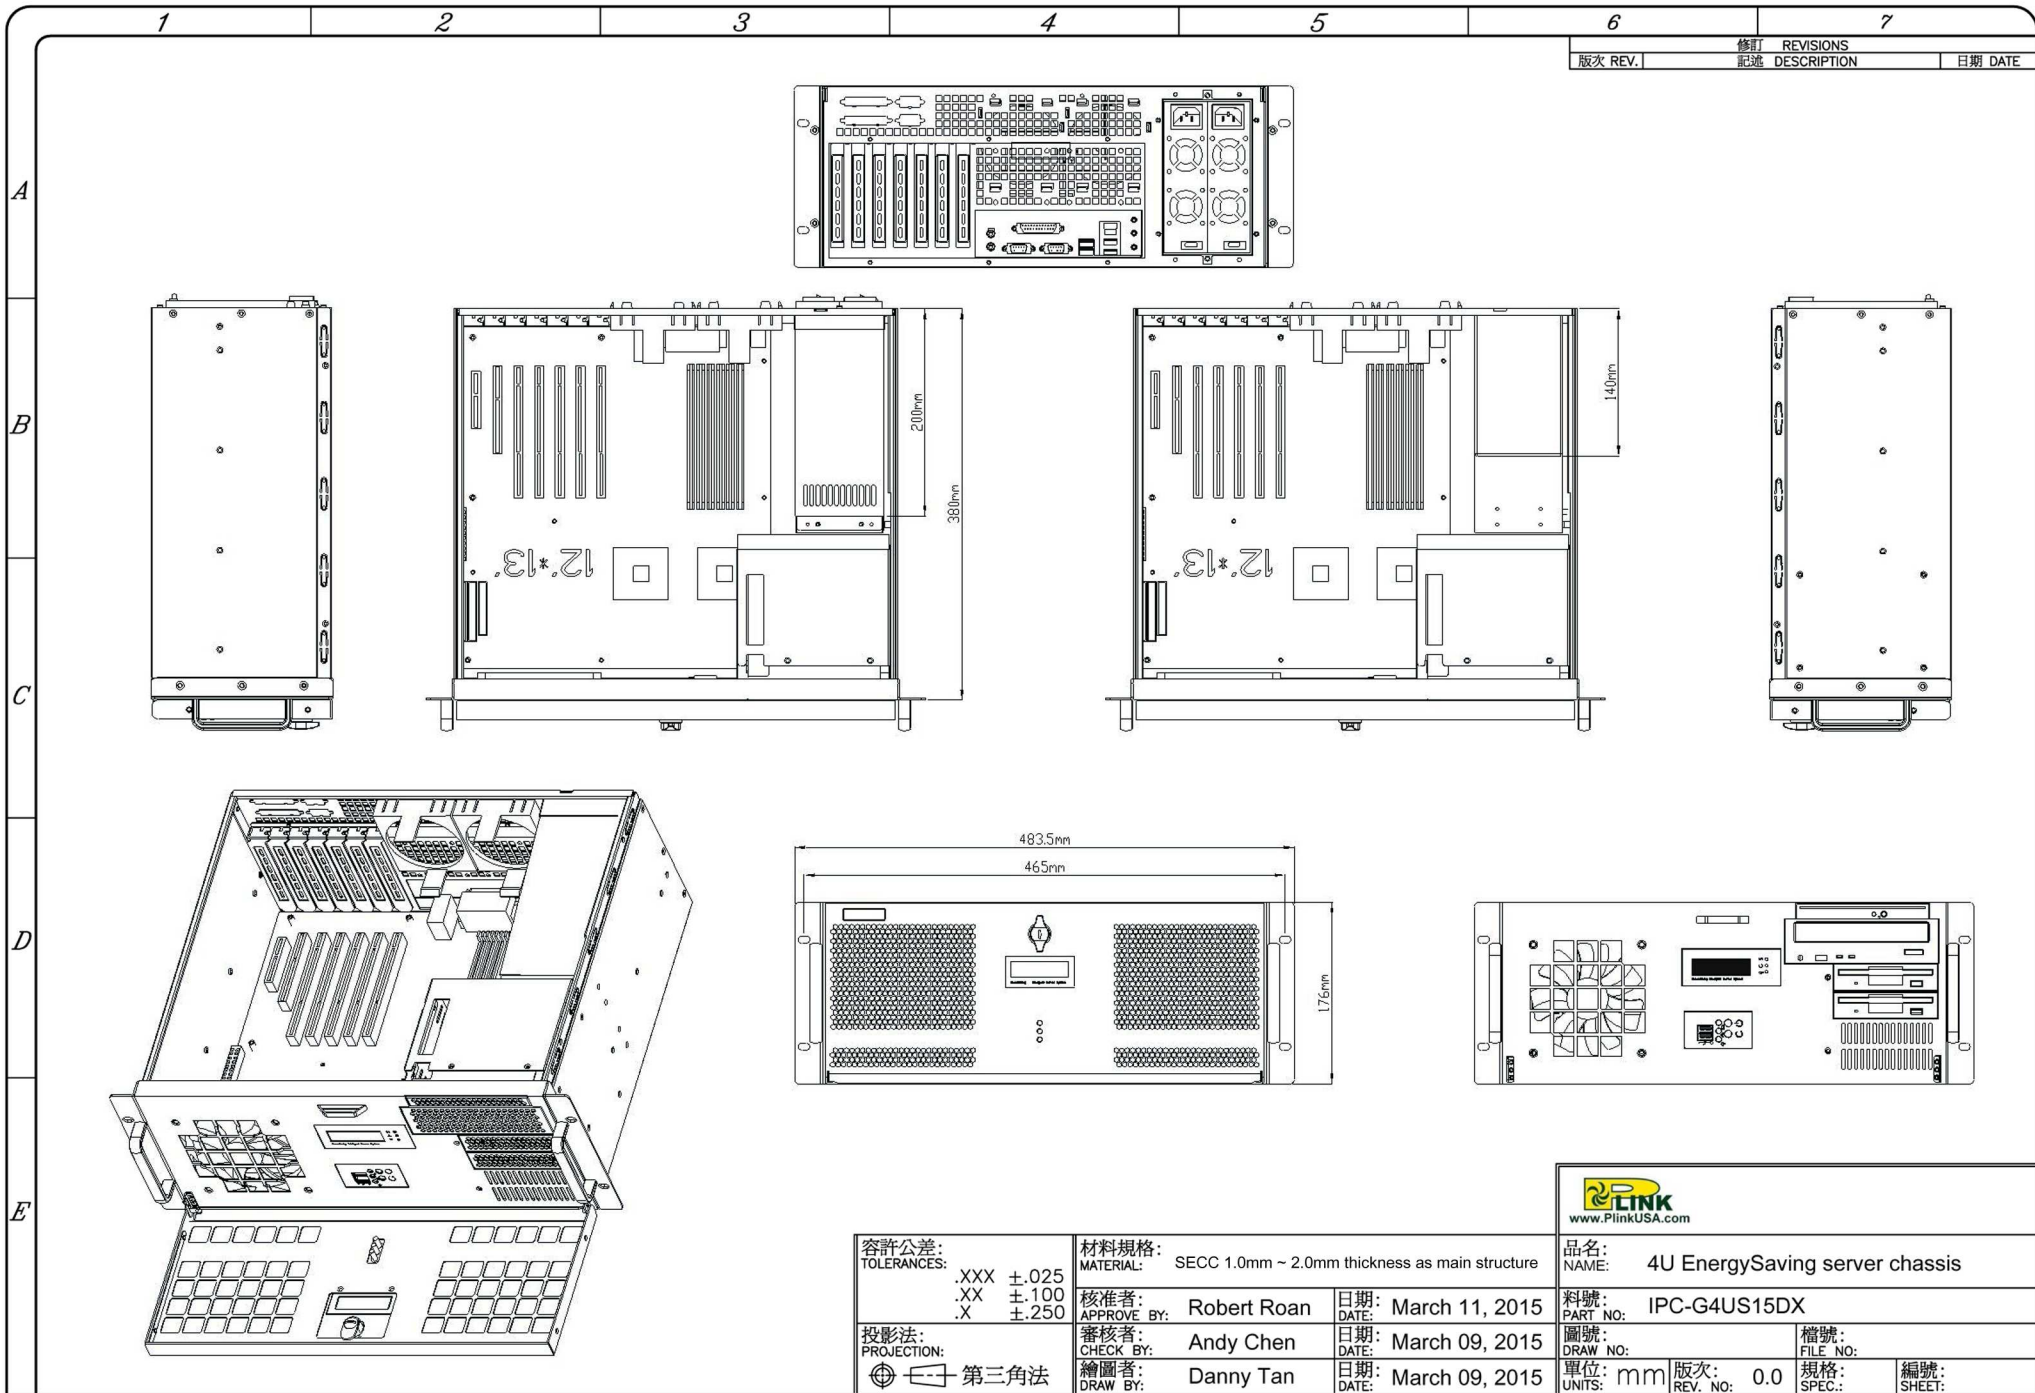 1 2 3 4 5 6 7
修訂 REVISIONS
版次 REV. 記述 DESCRIPTION 日期 DATE
A
B
C
D
E
200mm
380mm
12'*13'
140mm
12'*13'
483.5mm
465mm
176mm
PLINK
www.PlinkUSA.com
容許公差:
TOLERANCES:
.XXX ±.025
.XX ±.100
.X ±.250
投影法:
PROJECTION:
第三角法
材料規格:
MATERIAL: SECC 1.0mm ~ 2.0mm thickness as main structure
核准者:
APPROVE BY: Robert Roan
日期:
DATE: March 11, 2015
審核者:
CHECK BY: Andy Chen
日期:
DATE: March 09, 2015
繪圖者:
DRAW BY: Danny Tan
日期:
DATE: March 09, 2015
品名:
NAME: 4U EnergySaving server chassis
料號:
PART NO: IPC-G4US15DX
圖號:
DRAW NO:
檔號:
FILE NO:
單位:
UNITS: mm
版次:
REV. NO: 0.0
規格:
SPEC.:
編號:
SHEET: